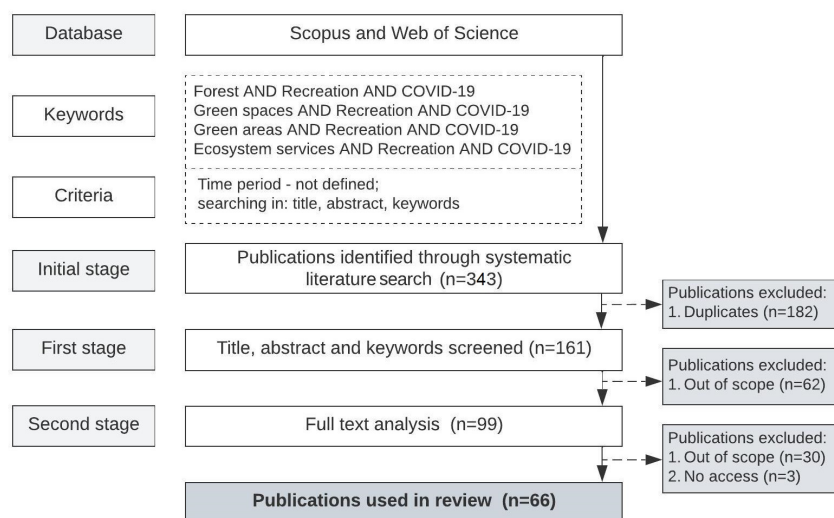 Database
Scopus and Web of Science
Keywords
Forest AND Recreation AND COVID-19
Green spaces AND Recreation AND COVID-19
Green areas AND Recreation AND COVID-19
Ecosystem services AND Recreation AND COVID-19
Criteria
Time period - not defined;
searching in: title, abstract, keywords
Initial stage
Publications identified through systematic
literature search (n=343)
Publications excluded:
1. Duplicates (n=182)
First stage
Title, abstract and keywords screened (n=161)
Publications excluded:
1. Out of scope (n=62)
Second stage
Full text analysis (n=99)
Publications excluded:
1. Out of scope (n=30)
2. No access (n=3)
Publications used in review (n=66)